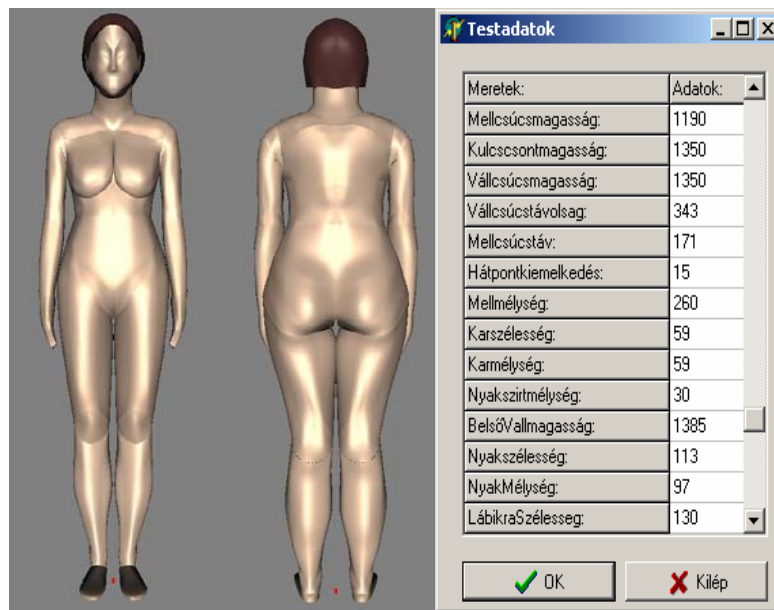 Testadatok
Meretek: Adatok:
Mellcsúcsmagasság: 1190
Kulcscsontmagasság: 1350
Vállcsúcsmagasság: 1350
Vállcsúcstávolsag: 343
Mellcsúcstáv: 171
Hátpontkiemelkedés: 15
Mellmélység: 260
Karszélesség: 59
Karmélység: 59
Nyakszirtmélység: 30
BelsőVallmagasság: 1385
Nyakszélesség: 113
NyakMélység: 97
LábikraSzélesseg: 130
OK Kilép